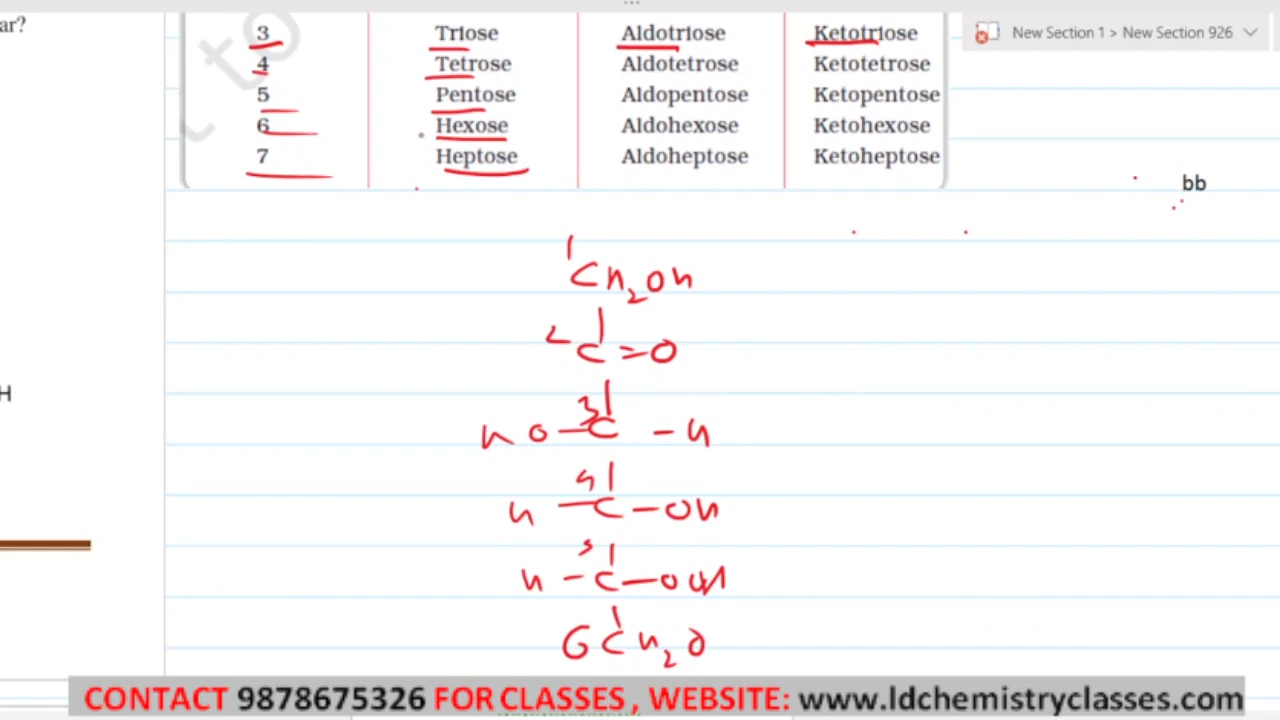 ar?
3 Triose Aldotriose Ketotriose
New Section 1 > New Section 926
4 Tetrose Aldotetrose Ketotetrose
5 Pentose Aldopentose Ketopentose
6 Hexose Aldohexose Ketohexose
7 Heptose Aldoheptose Ketoheptose
to
bb
1
CH2OH
2 C=O
H
3
HO-C-H
4
H-C-OH
5
H-C-OH
6 CH2O
CONTACT 9878675326 FOR CLASSES , WEBSITE: www.ldchemistryclasses.com